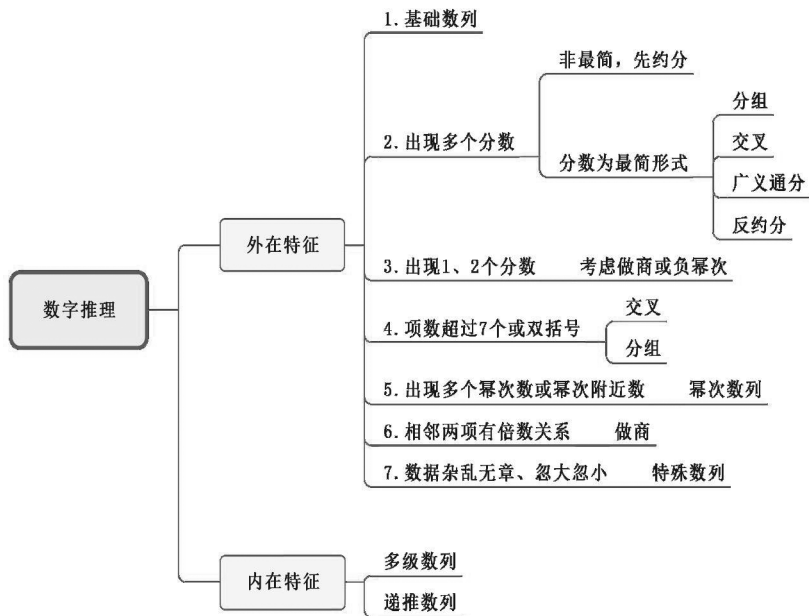 数字推理
外在特征
1.基础数列
2.出现多个分数
非最简，先约分
分数为最简形式
分组
交叉
广义通分
反约分
3.出现1、2个分数 考虑做商或负幂次
4.项数超过7个或双括号
交叉
分组
5.出现多个幂次数或幂次附近数 幂次数列
6.相邻两项有倍数关系 做商
7.数据杂乱无章、忽大忽小 特殊数列
内在特征
多级数列
递推数列